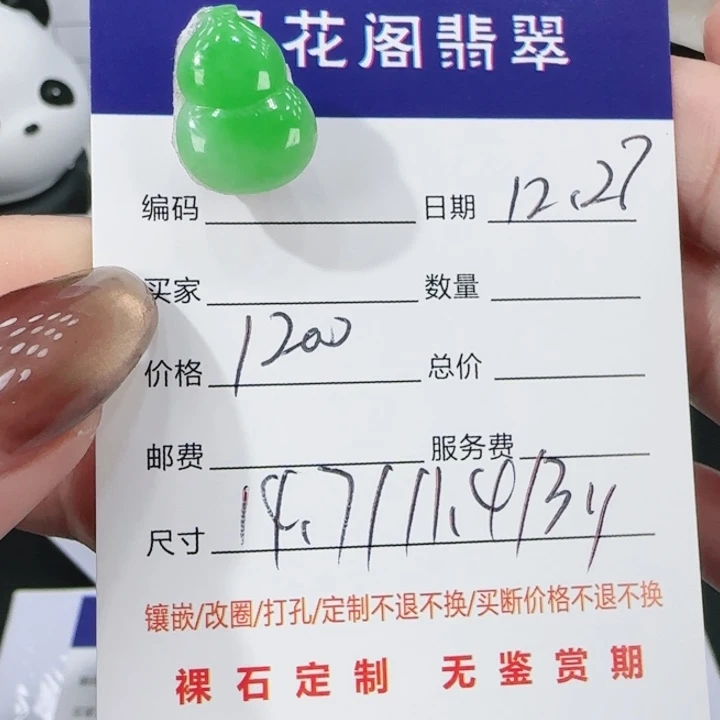 花阁翡翠
编码 日期 12.27
买家 数量
价格 1200 总价
邮费 服务费
尺寸 14.7/11.4/3.4
镶嵌/改圈/打孔/定制不退不换/买断价格不退不换
裸石定制 无鉴赏期